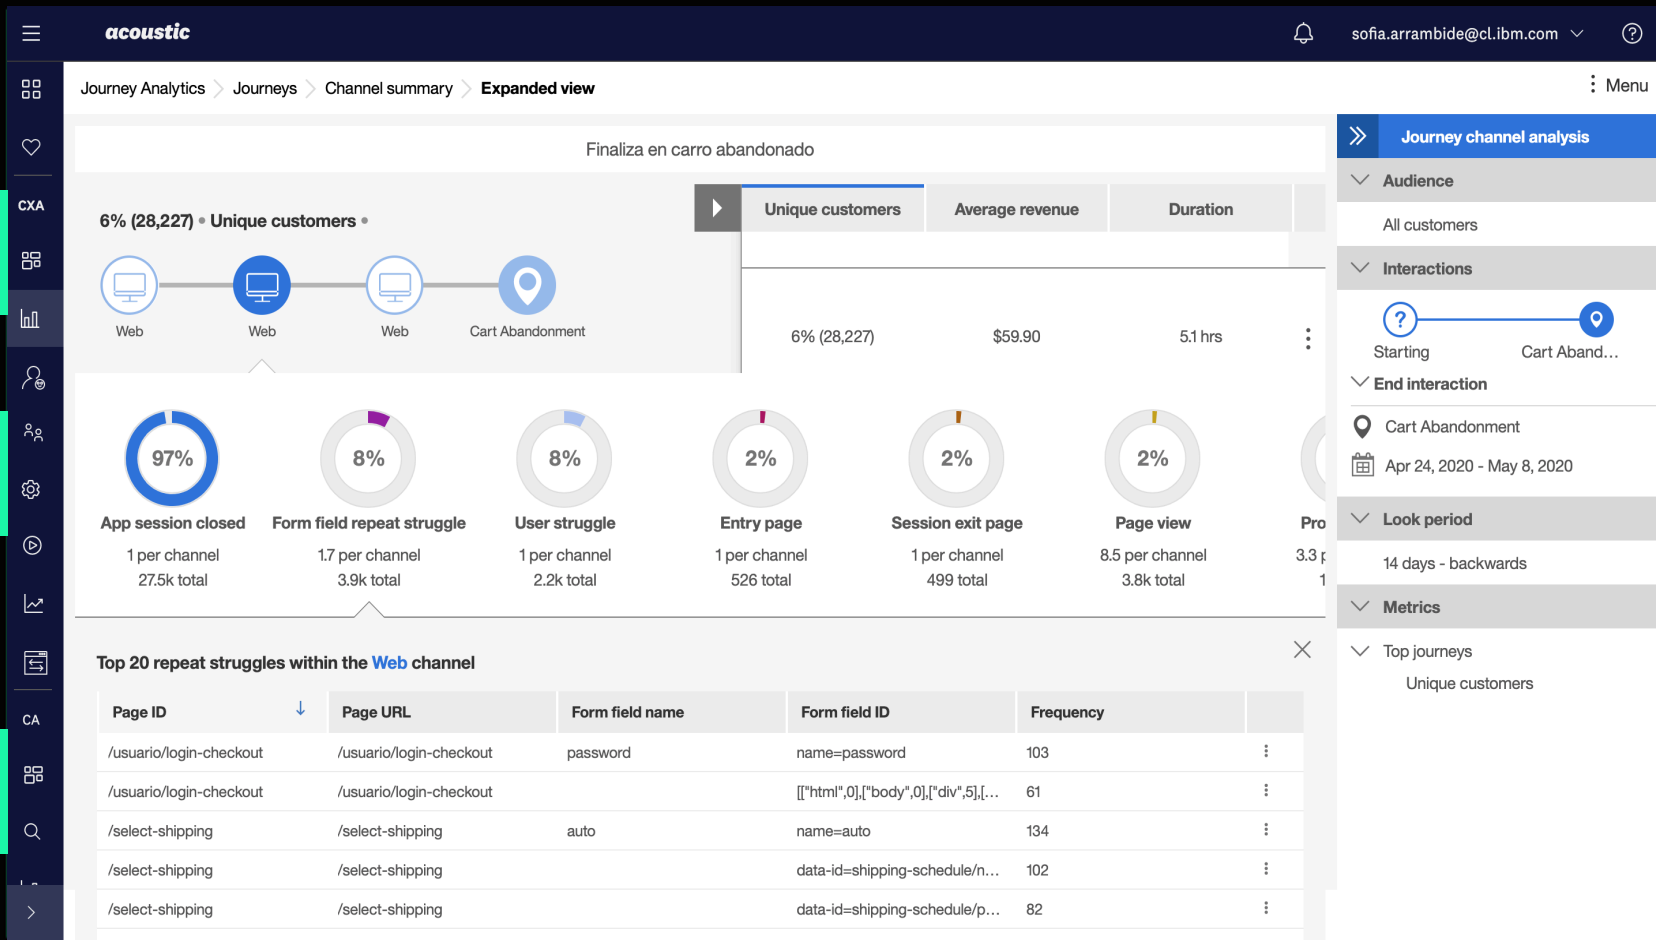 acoustic
sofia.arrambide@cl.ibm.com
Journey Analytics Journeys Channel summary Expanded view
Menu
Finaliza en carro abandonado
Journey channel analysis
Audience
CXA
Unique customers Average revenue Duration
6% (28,227) • Unique customers •
All customers
Interactions
?
Web Web Web Cart Abandonment
6% (28,227) $59.90 5.1 hrs
Starting Cart Aband...
End interaction
Cart Abandonment
97% 8% 8% 2% 2% 2%
Apr 24, 2020 - May 8, 2020
App session closed Form field repeat struggle User struggle Entry page Session exit page Page view Pro
Look period
1 per channel 1.7 per channel 1 per channel 1 per channel 1 per channel 8.5 per channel 3.3 p
27.5k total 3.9k total 2.2k total 526 total 499 total 3.8k total 1
14 days - backwards
Metrics
Top 20 repeat struggles within the Web channel
Top journeys
Unique customers
CA
Page ID Page URL Form field name Form field ID Frequency
/usuario/login-checkout /usuario/login-checkout password name=password 103
/usuario/login-checkout /usuario/login-checkout [["html",0],["body",0],["div",5],[... 61
/select-shipping /select-shipping auto name=auto 134
/select-shipping /select-shipping data-id=shipping-schedule/n... 102
/select-shipping /select-shipping data-id=shipping-schedule/p... 82